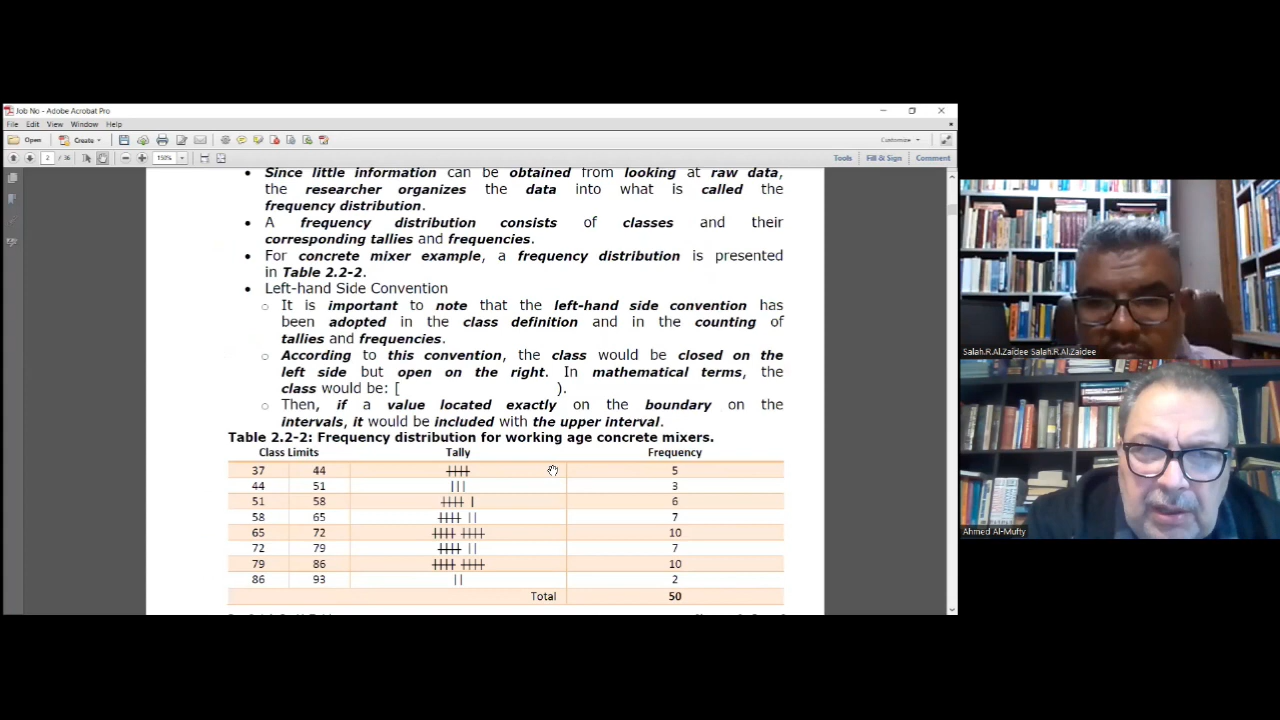 Job No - Adobe Acrobat Pro
File Edit View Window Help
Open Create Customize
2 / 36 150% Tools Fill & Sign Comment
• Since little information can be obtained from looking at raw data,
the researcher organizes the data into what is called the
frequency distribution.
• A frequency distribution consists of classes and their
corresponding tallies and frequencies.
• For concrete mixer example, a frequency distribution is presented
in Table 2.2-2.
• Left-hand Side Convention
○ It is important to note that the left-hand side convention has
been adopted in the class definition and in the counting of
tallies and frequencies.
○ According to this convention, the class would be closed on the
left side but open on the right. In mathematical terms, the
class would be: [ ).
○ Then, if a value located exactly on the boundary on the
intervals, it would be included with the upper interval.
Table 2.2-2: Frequency distribution for working age concrete mixers.
Class Limits Tally Frequency
37 44 5
44 51 ||| 3
51 58 6
58 65 7
65 72 10
72 79 7
79 86 10
86 93 || 2
Total 50
Salah.R.Al.Zaidee Salah.R.Al.Zaidee
Ahmed Al-Mufty